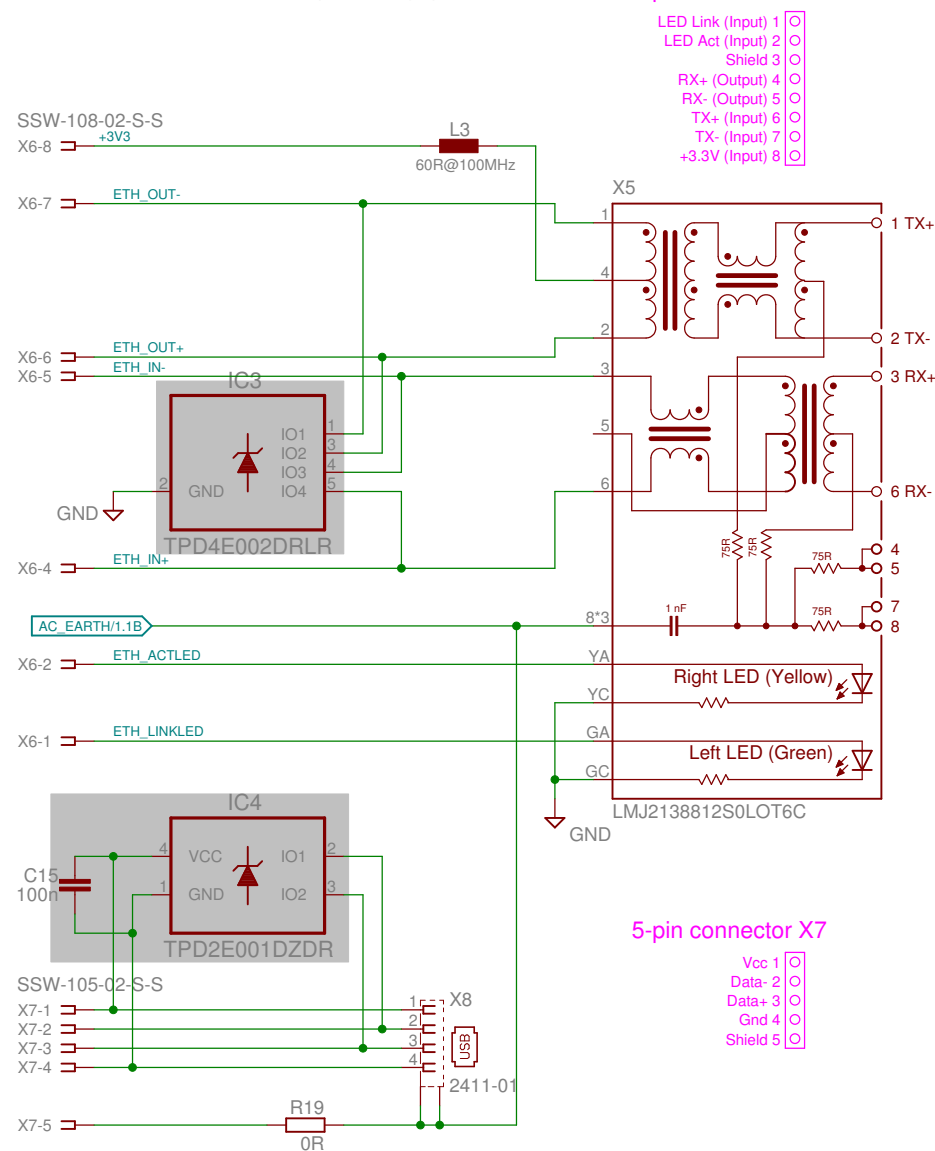 LED Link (Input) 1
LED Act (Input) 2
Shield 3
RX+ (Output) 4
RX- (Output) 5
TX+ (Input) 6
TX- (Input) 7
+3.3V (Input) 8
SSW-108-02-S-S
X6-8
+3V3
L3
60R@100MHz
X6-7
ETH_OUT-
X5
1
1 TX+
4
2
2 TX-
X6-6
ETH_OUT+
X6-5
ETH_IN-
3
3 RX+
IC3
IO1
1
IO2
3
IO3
4
IO4
5
2
GND
GND
TPD4E002DRLR
5
6
6 RX-
75R
75R
75R
4
5
X6-4
ETH_IN+
AC_EARTH/1.1B
8*3
1 nF
75R
7
8
X6-2
ETH_ACTLED
YA
Right LED (Yellow)
YC
X6-1
ETH_LINKLED
GA
Left LED (Green)
GC
GND
LMJ2138812S0LOT6C
IC4
4
VCC
IO1
2
C15
100n
1
GND
IO2
3
TPD2E001DZDR
5-pin connector X7
Vcc 1
Data- 2
Data+ 3
Gnd 4
Shield 5
SSW-105-02-S-S
X7-1
1
X8
X7-2
2
X7-3
3
USB
X7-4
4
2411-01
X7-5
R19
0R